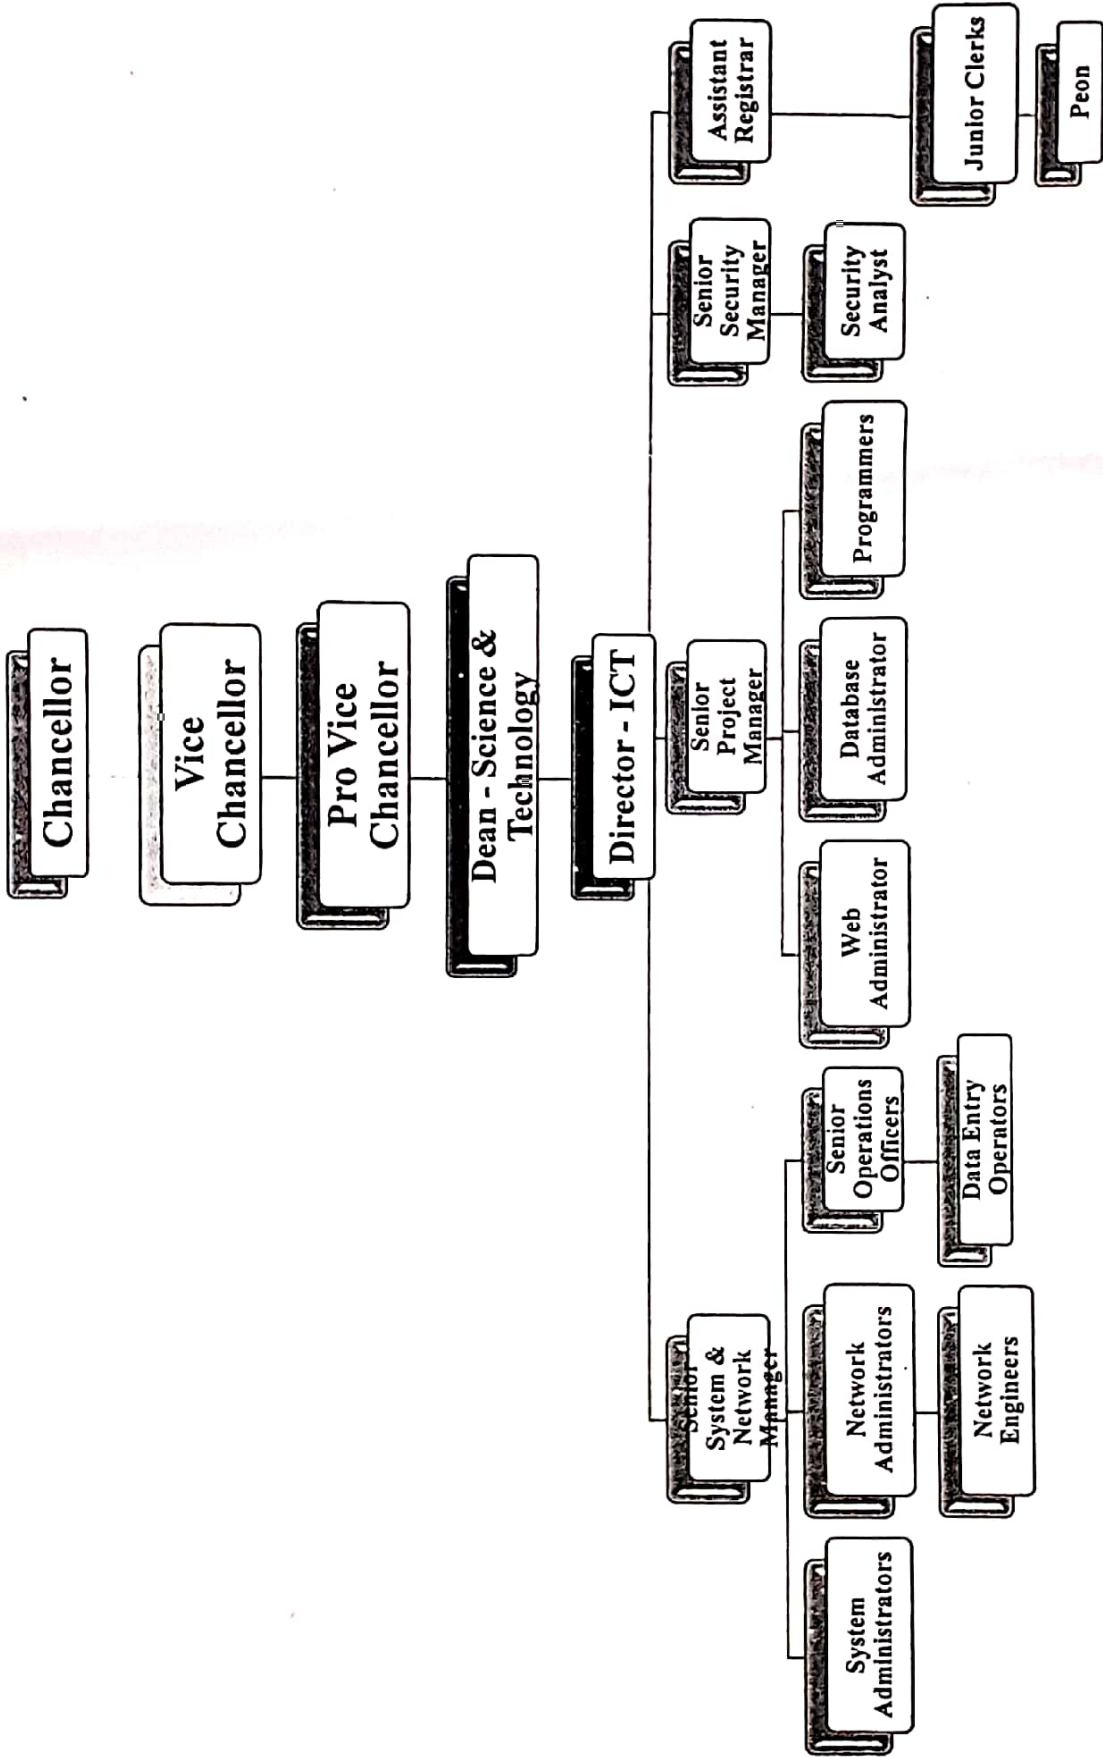 Chancellor
Vice
Chancellor
Pro Vice
Chancellor
Dean - Science &
Technology
Director - ICT
Senior
System &
Network
Manager
Senior
Project
Manager
Senior
Security
Manager
Assistant
Registrar
System
Administrators
Network
Administrators
Senior
Operations
Officers
Web
Administrator
Database
Administrator
Programmers
Security
Analyst
Network
Engineers
Data Entry
Operators
Junior Clerks
Peon